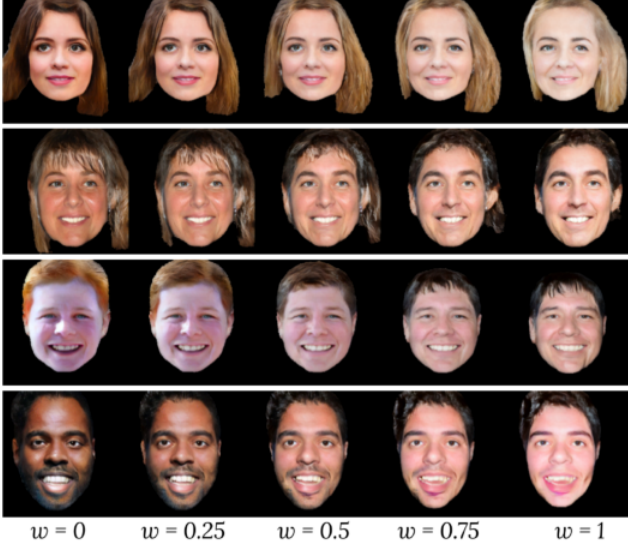 w = 0 w = 0.25 w = 0.5 w = 0.75 w = 1